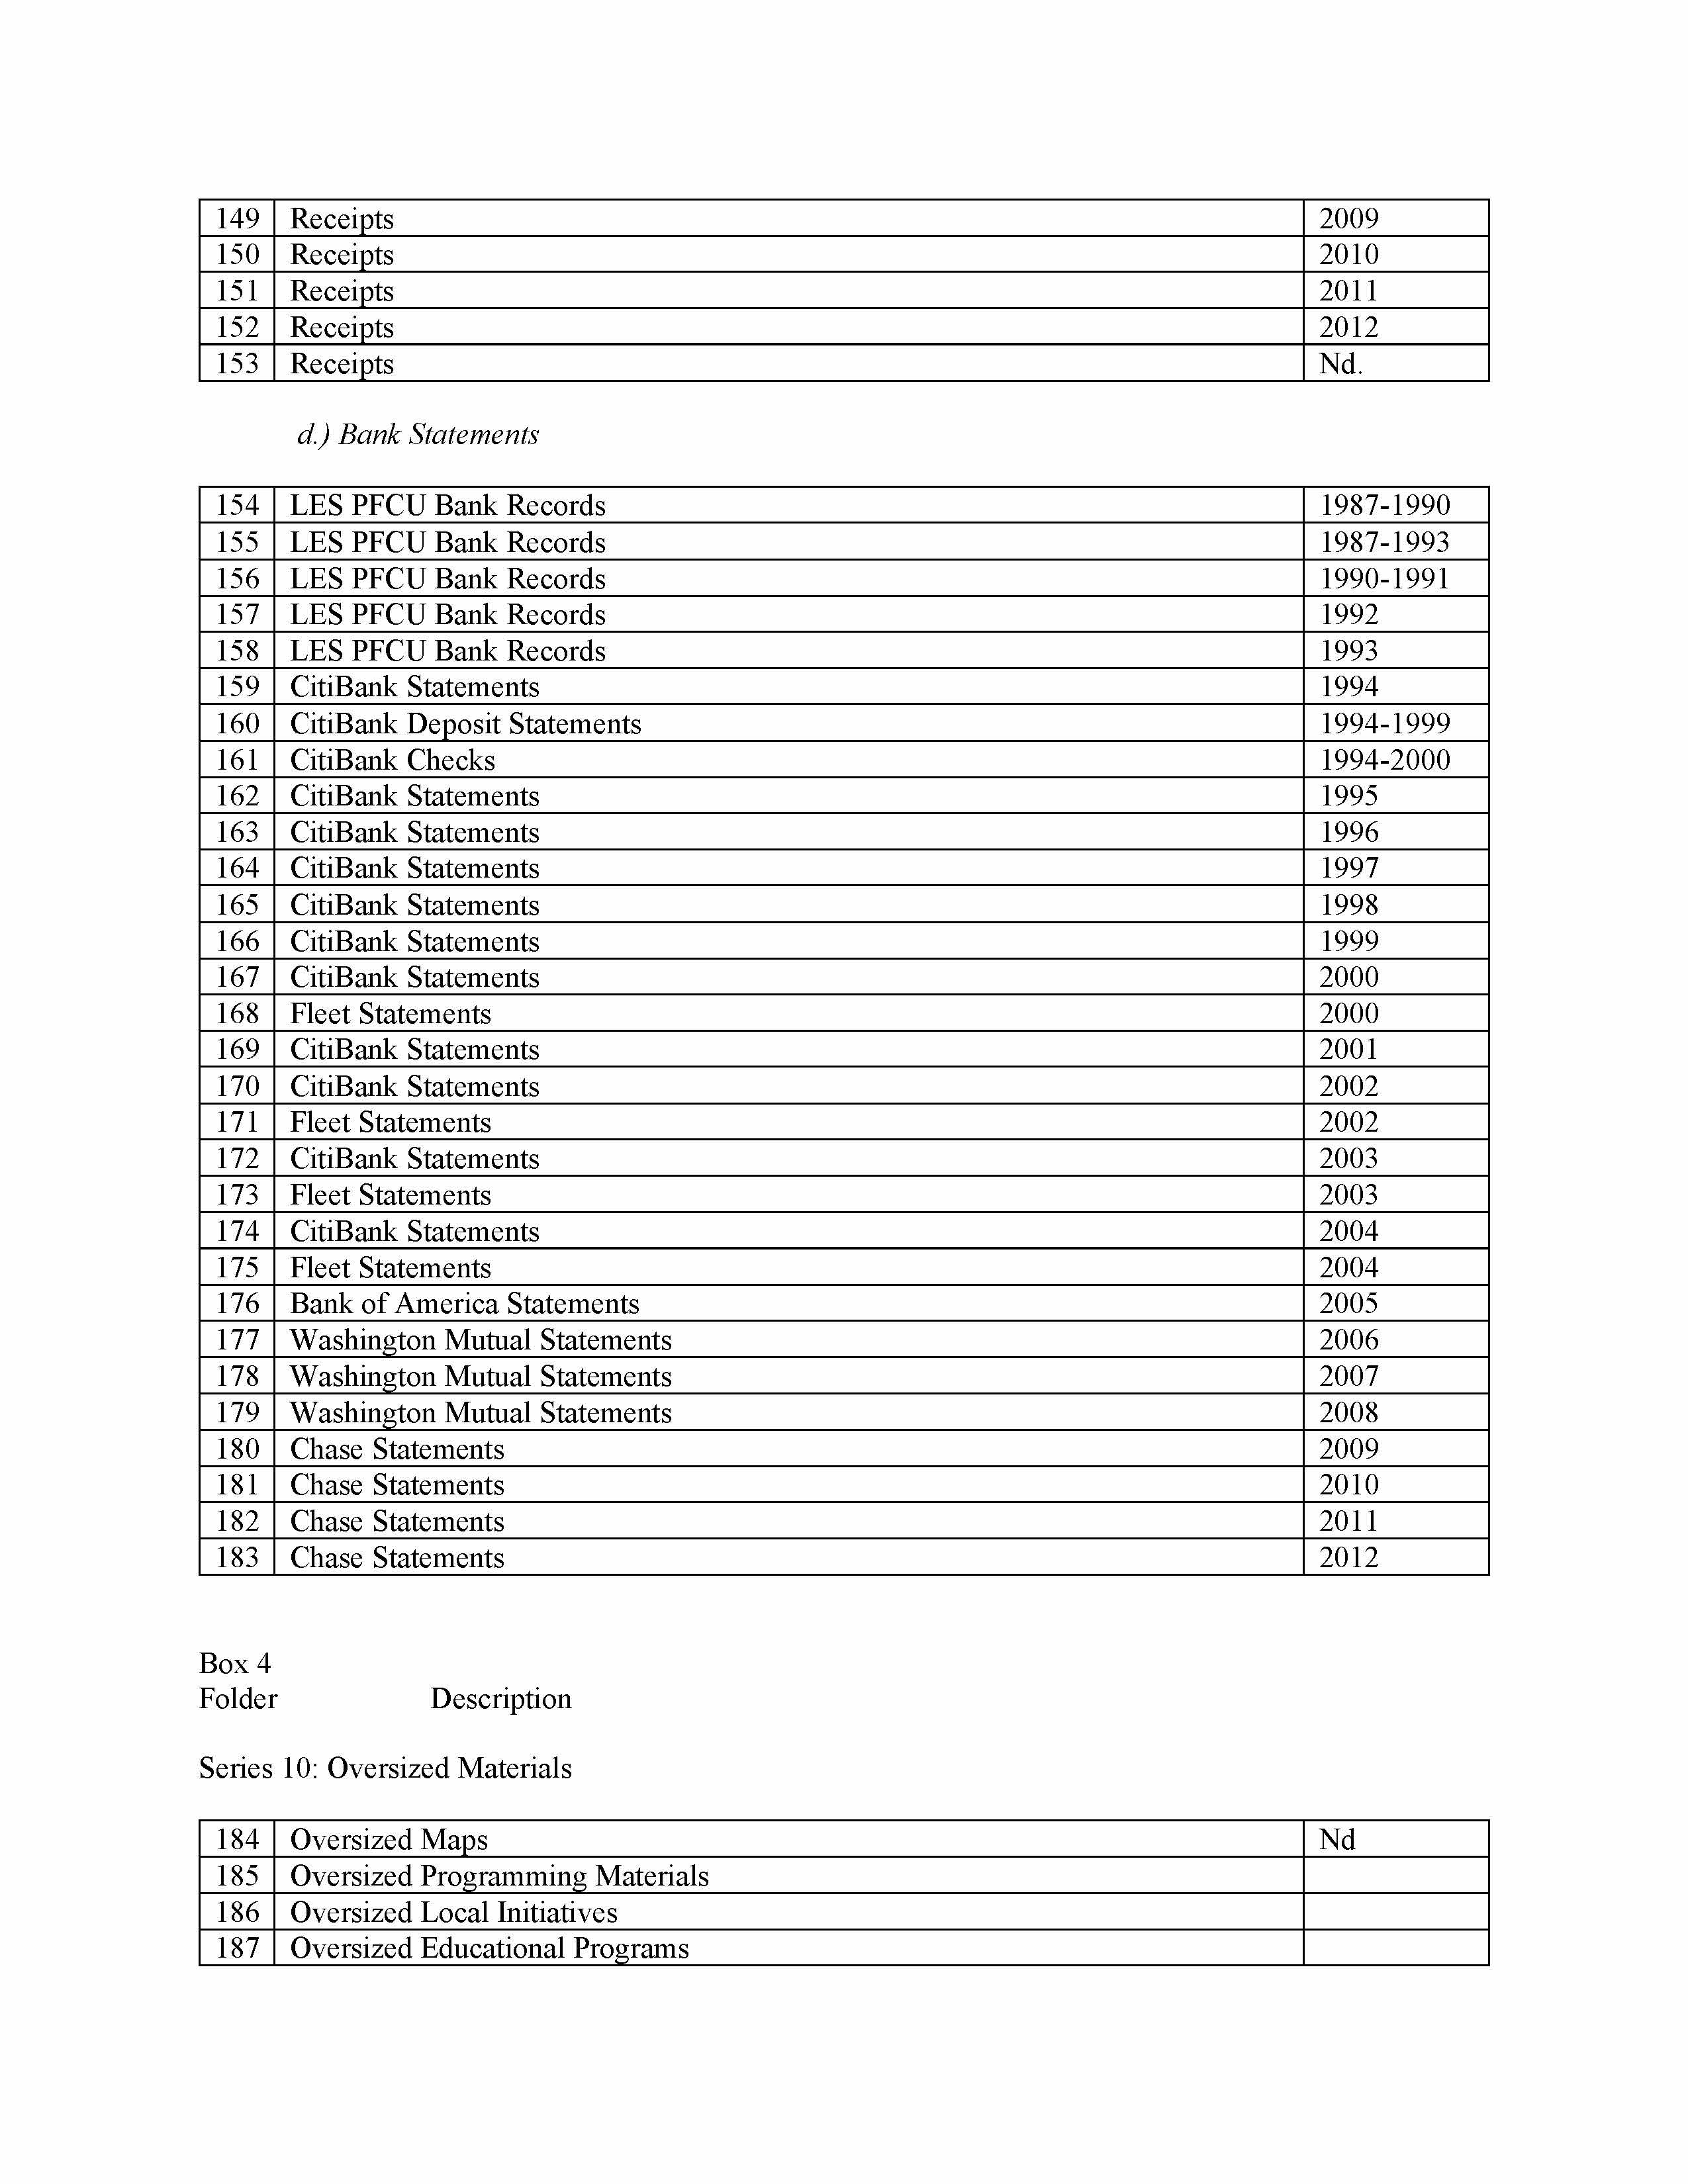 149 Receipts 2009
150 Receipts 2010
151 Receipts 2011
152 Receipts 2012
153 Receipts Nd.
d.) Bank Statements
154 LES PFCU Bank Records 1987-1990
155 LES PFCU Bank Records 1987-1993
156 LES PFCU Bank Records 1990-1991
157 LES PFCU Bank Records 1992
158 LES PFCU Bank Records 1993
159 CitiBank Statements 1994
160 CitiBank Deposit Statements 1994-1999
161 CitiBank Checks 1994-2000
162 CitiBank Statements 1995
163 CitiBank Statements 1996
164 CitiBank Statements 1997
165 CitiBank Statements 1998
166 CitiBank Statements 1999
167 CitiBank Statements 2000
168 Fleet Statements 2000
169 CitiBank Statements 2001
170 CitiBank Statements 2002
171 Fleet Statements 2002
172 CitiBank Statements 2003
173 Fleet Statements 2003
174 CitiBank Statements 2004
175 Fleet Statements 2004
176 Bank of America Statements 2005
177 Washington Mutual Statements 2006
178 Washington Mutual Statements 2007
179 Washington Mutual Statements 2008
180 Chase Statements 2009
181 Chase Statements 2010
182 Chase Statements 2011
183 Chase Statements 2012
Box 4
Folder Description
Series 10: Oversized Materials
184 Oversized Maps Nd
185 Oversized Programming Materials
186 Oversized Local Initiatives
187 Oversized Educational Programs